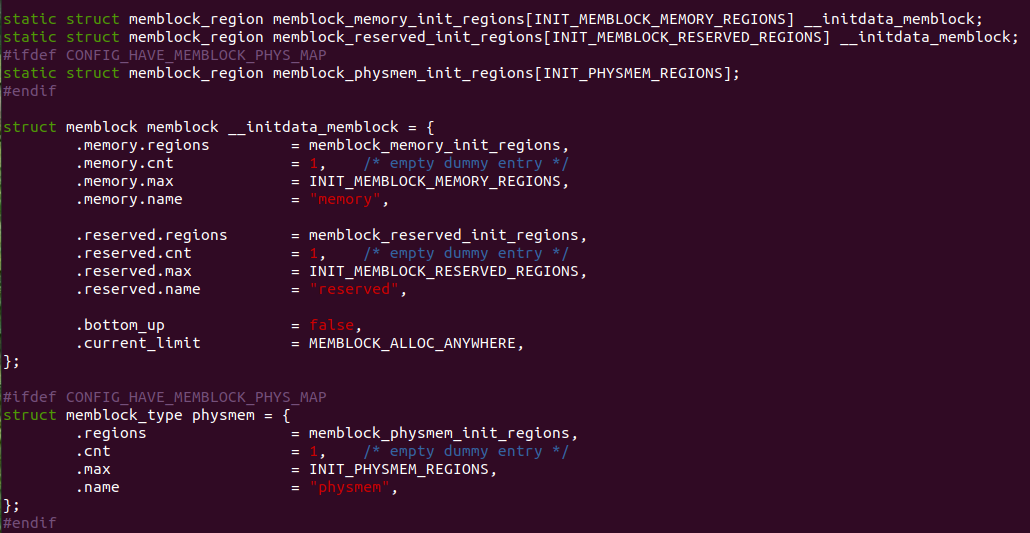 static struct memblock_region memblock_memory_init_regions[INIT_MEMBLOCK_MEMORY_REGIONS] __initdata_memblock;
static struct memblock_region memblock_reserved_init_regions[INIT_MEMBLOCK_RESERVED_REGIONS] __initdata_memblock;
#ifdef CONFIG_HAVE_MEMBLOCK_PHYS_MAP
static struct memblock_region memblock_physmem_init_regions[INIT_PHYSMEM_REGIONS];
#endif

struct memblock memblock __initdata_memblock = {
        .memory.regions         = memblock_memory_init_regions,
        .memory.cnt             = 1,    /* empty dummy entry */
        .memory.max             = INIT_MEMBLOCK_MEMORY_REGIONS,
        .memory.name            = "memory",

        .reserved.regions       = memblock_reserved_init_regions,
        .reserved.cnt           = 1,    /* empty dummy entry */
        .reserved.max           = INIT_MEMBLOCK_RESERVED_REGIONS,
        .reserved.name          = "reserved",

        .bottom_up              = false,
        .current_limit          = MEMBLOCK_ALLOC_ANYWHERE,
};

#ifdef CONFIG_HAVE_MEMBLOCK_PHYS_MAP
struct memblock_type physmem = {
        .regions                = memblock_physmem_init_regions,
        .cnt                    = 1,    /* empty dummy entry */
        .max                    = INIT_PHYSMEM_REGIONS,
        .name                   = "physmem",
};
#endif